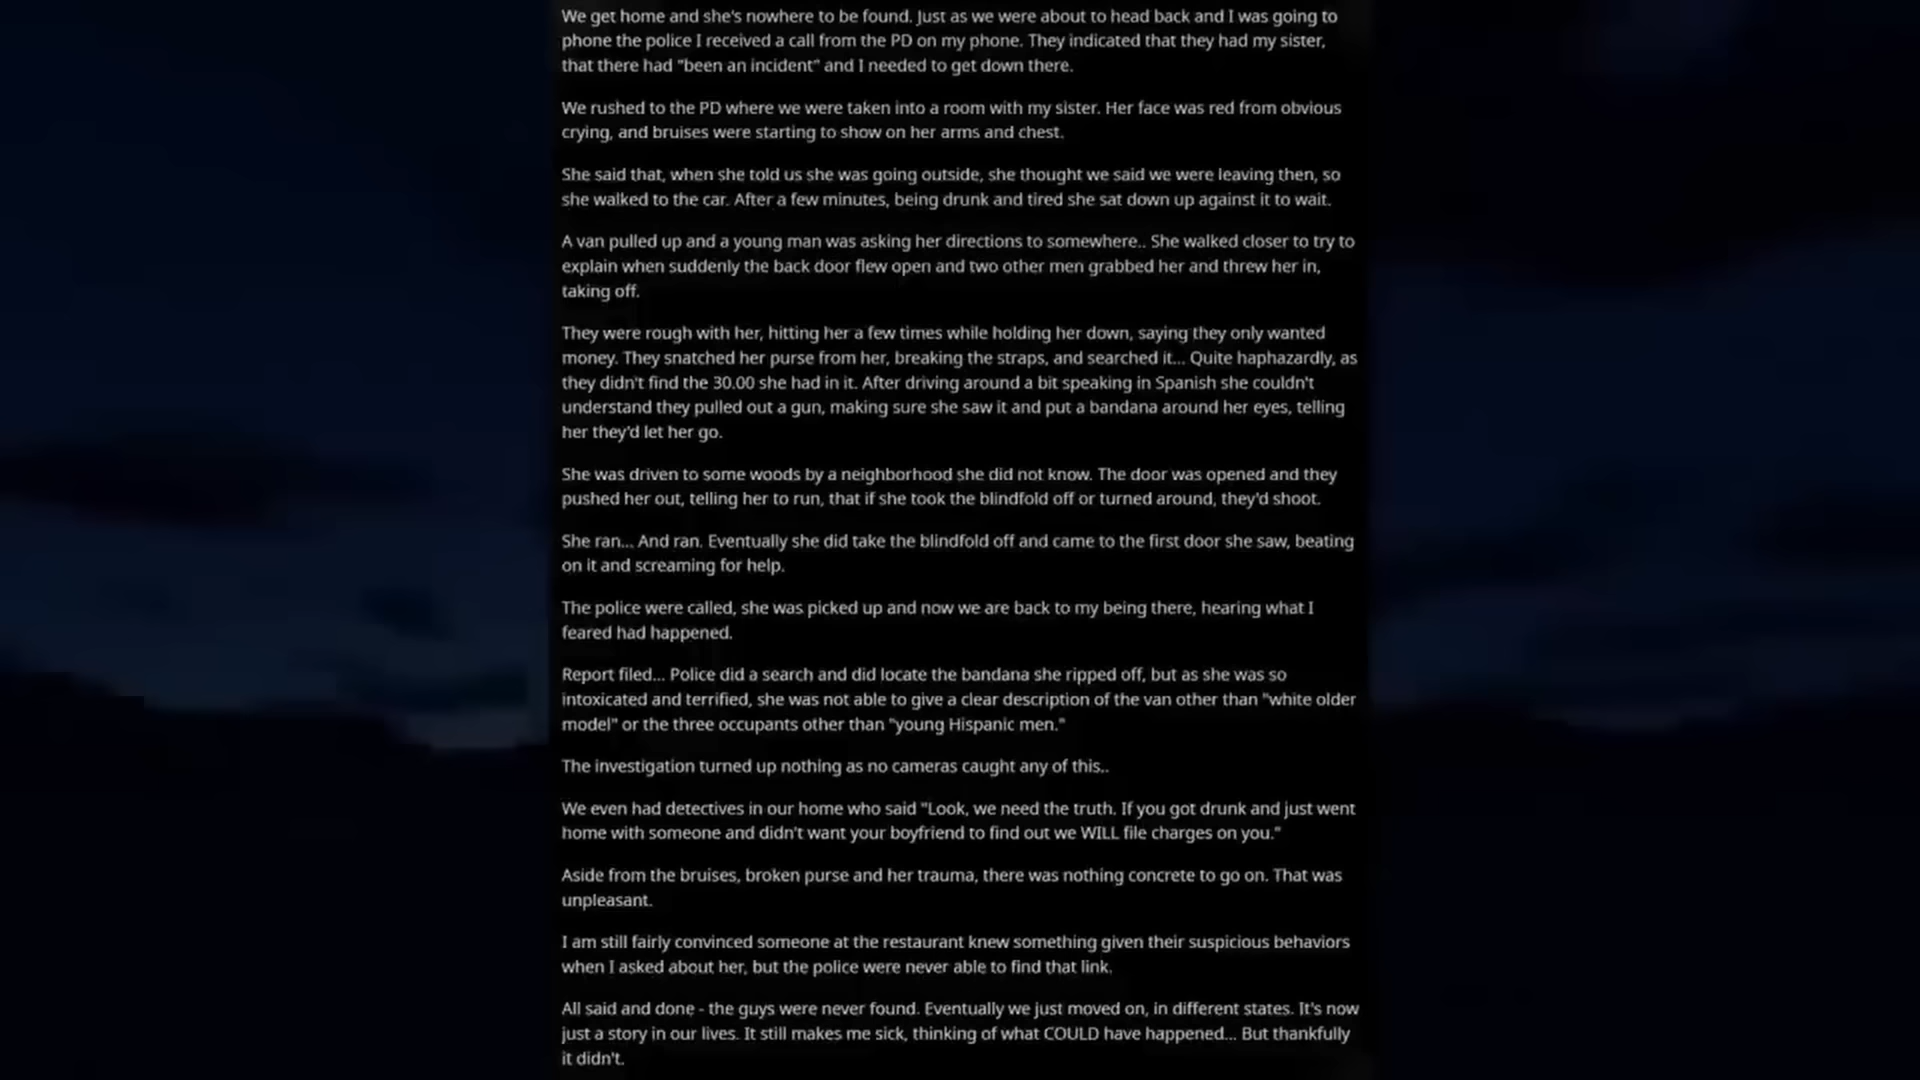 We get home and she's nowhere to be found. Just as we were about to head back and I was going to
phone the police I received a call from the PD on my phone. They indicated that they had my sister,
that there had "been an incident" and I needed to get down there.
We rushed to the PD where we were taken into a room with my sister. Her face was red from obvious
crying, and bruises were starting to show on her arms and chest.
She said that, when she told us she was going outside, she thought we said we were leaving then, so
she walked to the car. After a few minutes, being drunk and tired she sat down up against it to wait.
A van pulled up and a young man was asking her directions to somewhere.. She walked closer to try to
explain when suddenly the back door flew open and two other men grabbed her and threw her in,
taking off.
They were rough with her, hitting her a few times while holding her down, saying they only wanted
money. They snatched her purse from her, breaking the straps, and searched it... Quite haphazardly, as
they didn't find the 30.00 she had in it. After driving around a bit speaking in Spanish she couldn't
understand they pulled out a gun, making sure she saw it and put a bandana around her eyes, telling
her they'd let her go.
She was driven to some woods by a neighborhood she did not know. The door was opened and they
pushed her out, telling her to run, that if she took the blindfold off or turned around, they'd shoot.
She ran... And ran. Eventually she did take the blindfold off and came to the first door she saw, beating
on it and screaming for help.
The police were called, she was picked up and now we are back to my being there, hearing what I
feared had happened.
Report filed... Police did a search and did locate the bandana she ripped off, but as she was so
intoxicated and terrified, she was not able to give a clear description of the van other than "white older
model" or the three occupants other than "young Hispanic men."
The investigation turned up nothing as no cameras caught any of this..
We even had detectives in our home who said "Look, we need the truth. If you got drunk and just went
home with someone and didn't want your boyfriend to find out we WILL file charges on you."
Aside from the bruises, broken purse and her trauma, there was nothing concrete to go on. That was
unpleasant.
I am still fairly convinced someone at the restaurant knew something given their suspicious behaviors
when I asked about her, but the police were never able to find that link.
All said and done - the guys were never found. Eventually we just moved on, in different states. It's now
just a story in our lives. It still makes me sick, thinking of what COULD have happened... But thankfully
it didn't.